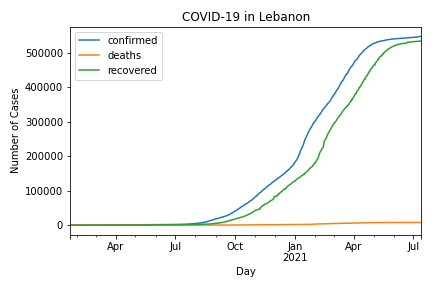 COVID-19 in Lebanon
confirmed
deaths
recovered
Number of Cases
500000
400000
300000
200000
100000
0
Apr Jul Oct Jan Apr Jul
2021
Day